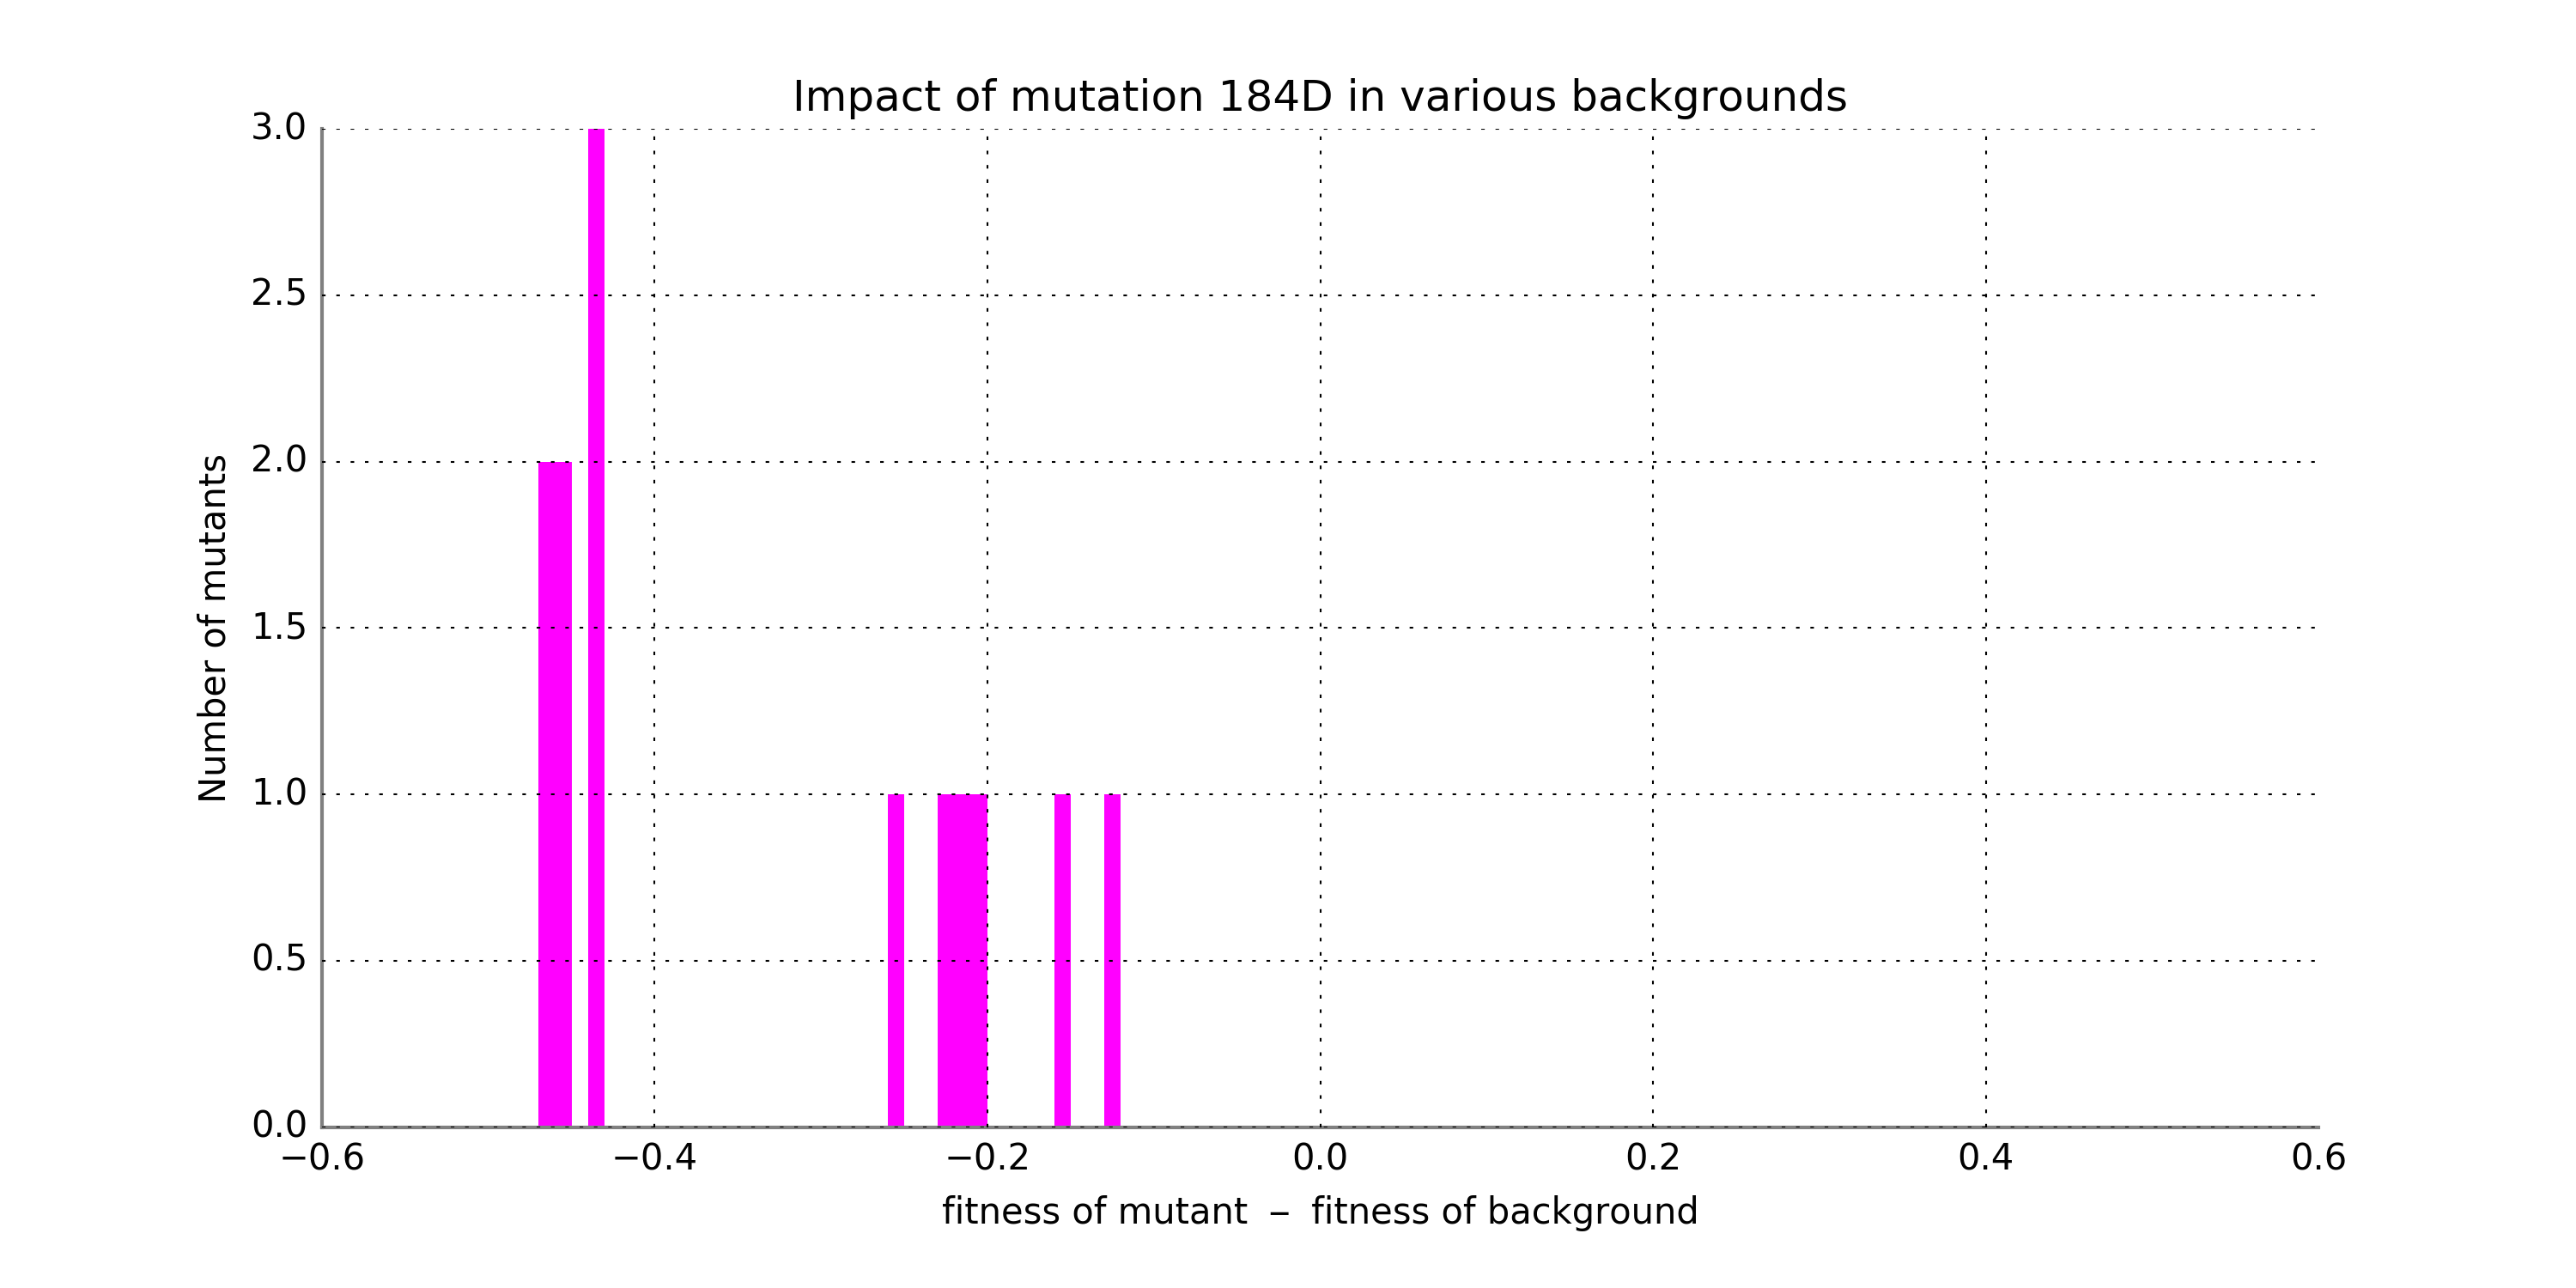 Impact of mutation 184D in various backgrounds
3.0
2.5
2.0
1.5
1.0
0.5
0.0
Number of mutants
−0.6 −0.4 −0.2 0.0 0.2 0.4 0.6
fitness of mutant − fitness of background